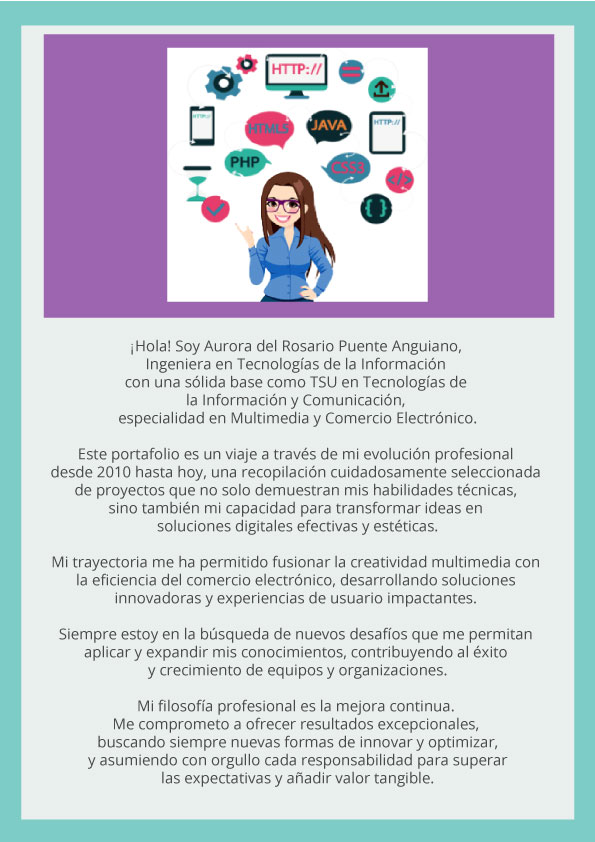 HTTP://
HTTP://
HTML5
JAVA
HTTP://
PHP
CSS3
</>
{ }
¡Hola! Soy Aurora del Rosario Puente Anguiano,
Ingeniera en Tecnologías de la Información
con una sólida base como TSU en Tecnologías de
la Información y Comunicación,
especialidad en Multimedia y Comercio Electrónico.
Este portafolio es un viaje a través de mi evolución profesional
desde 2010 hasta hoy, una recopilación cuidadosamente seleccionada
de proyectos que no solo demuestran mis habilidades técnicas,
sino también mi capacidad para transformar ideas en
soluciones digitales efectivas y estéticas.
Mi trayectoria me ha permitido fusionar la creatividad multimedia con
la eficiencia del comercio electrónico, desarrollando soluciones
innovadoras y experiencias de usuario impactantes.
Siempre estoy en la búsqueda de nuevos desafíos que me permitan
aplicar y expandir mis conocimientos, contribuyendo al éxito
y crecimiento de equipos y organizaciones.
Mi filosofía profesional es la mejora continua.
Me comprometo a ofrecer resultados excepcionales,
buscando siempre nuevas formas de innovar y optimizar,
y asumiendo con orgullo cada responsabilidad para superar
las expectativas y añadir valor tangible.